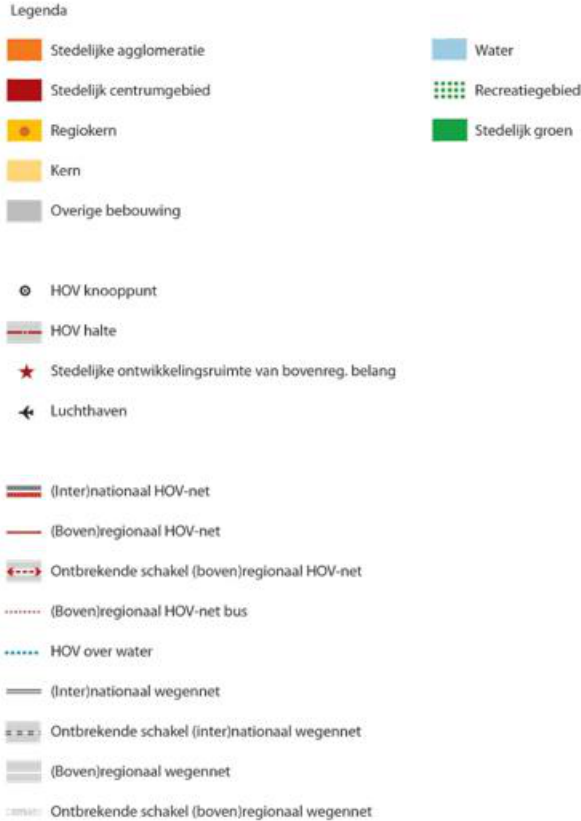 Legenda
Stedelijke agglomeratie
Stedelijk centrumgebied
Regiokern
Kern
Overige bebouwing
Water
Recreatiegebied
Stedelijk groen
HOV knooppunt
HOV halte
Stedelijke ontwikkelingsruimte van bovenreg. belang
Luchthaven
(Inter)nationaal HOV-net
(Boven)regionaal HOV-net
Ontbrekende schakel (boven)regionaal HOV-net
(Boven)regionaal HOV-net bus
HOV over water
(Inter)nationaal wegennet
Ontbrekende schakel (inter)nationaal wegennet
(Boven)regionaal wegennet
Ontbrekende schakel (boven)regionaal wegennet